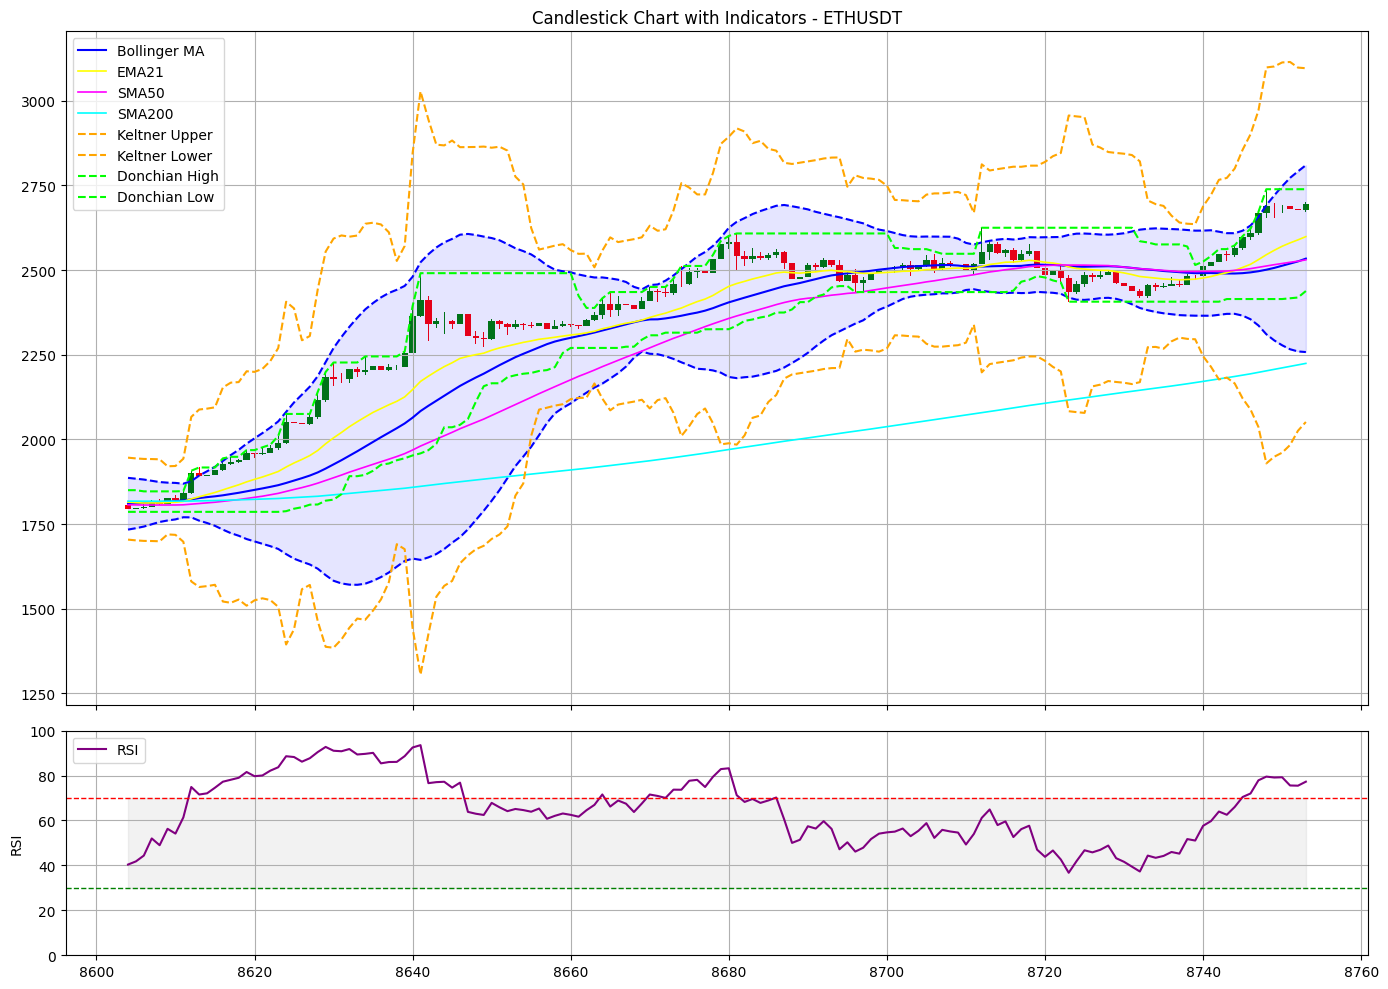 Candlestick Chart with Indicators - ETHUSDT
Bollinger MA
EMA21
SMA50
SMA200
Keltner Upper
Keltner Lower
Donchian High
Donchian Low
3000
2750
2500
2250
2000
1750
1500
1250
RSI
100
80
60
40
20
0
RSI
8600 8620 8640 8660 8680 8700 8720 8740 8760